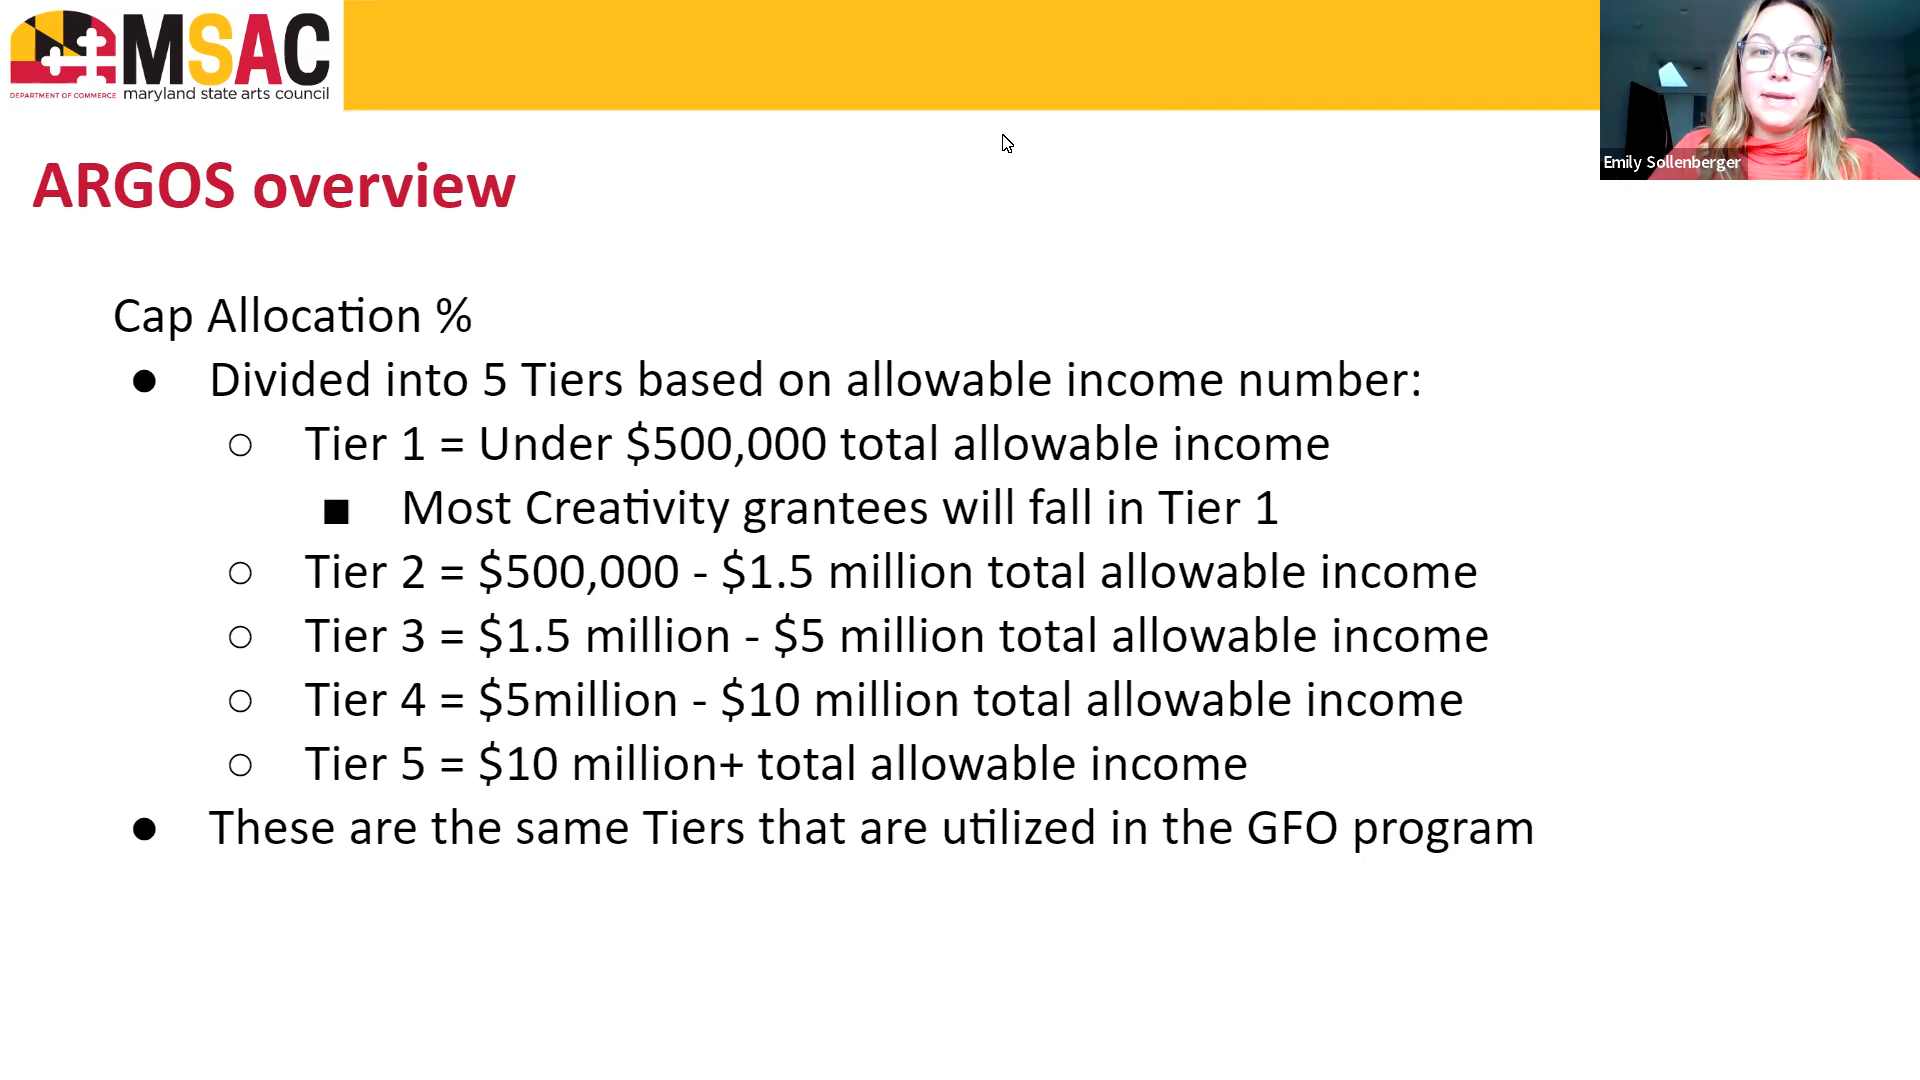 MSAC
DEPARTMENT OF COMMERCE maryland state arts council
Emily Sollenberger
ARGOS overview
Cap Allocation %
● Divided into 5 Tiers based on allowable income number:
○ Tier 1 = Under $500,000 total allowable income
■ Most Creativity grantees will fall in Tier 1
○ Tier 2 = $500,000 - $1.5 million total allowable income
○ Tier 3 = $1.5 million - $5 million total allowable income
○ Tier 4 = $5million - $10 million total allowable income
○ Tier 5 = $10 million+ total allowable income
● These are the same Tiers that are utilized in the GFO program